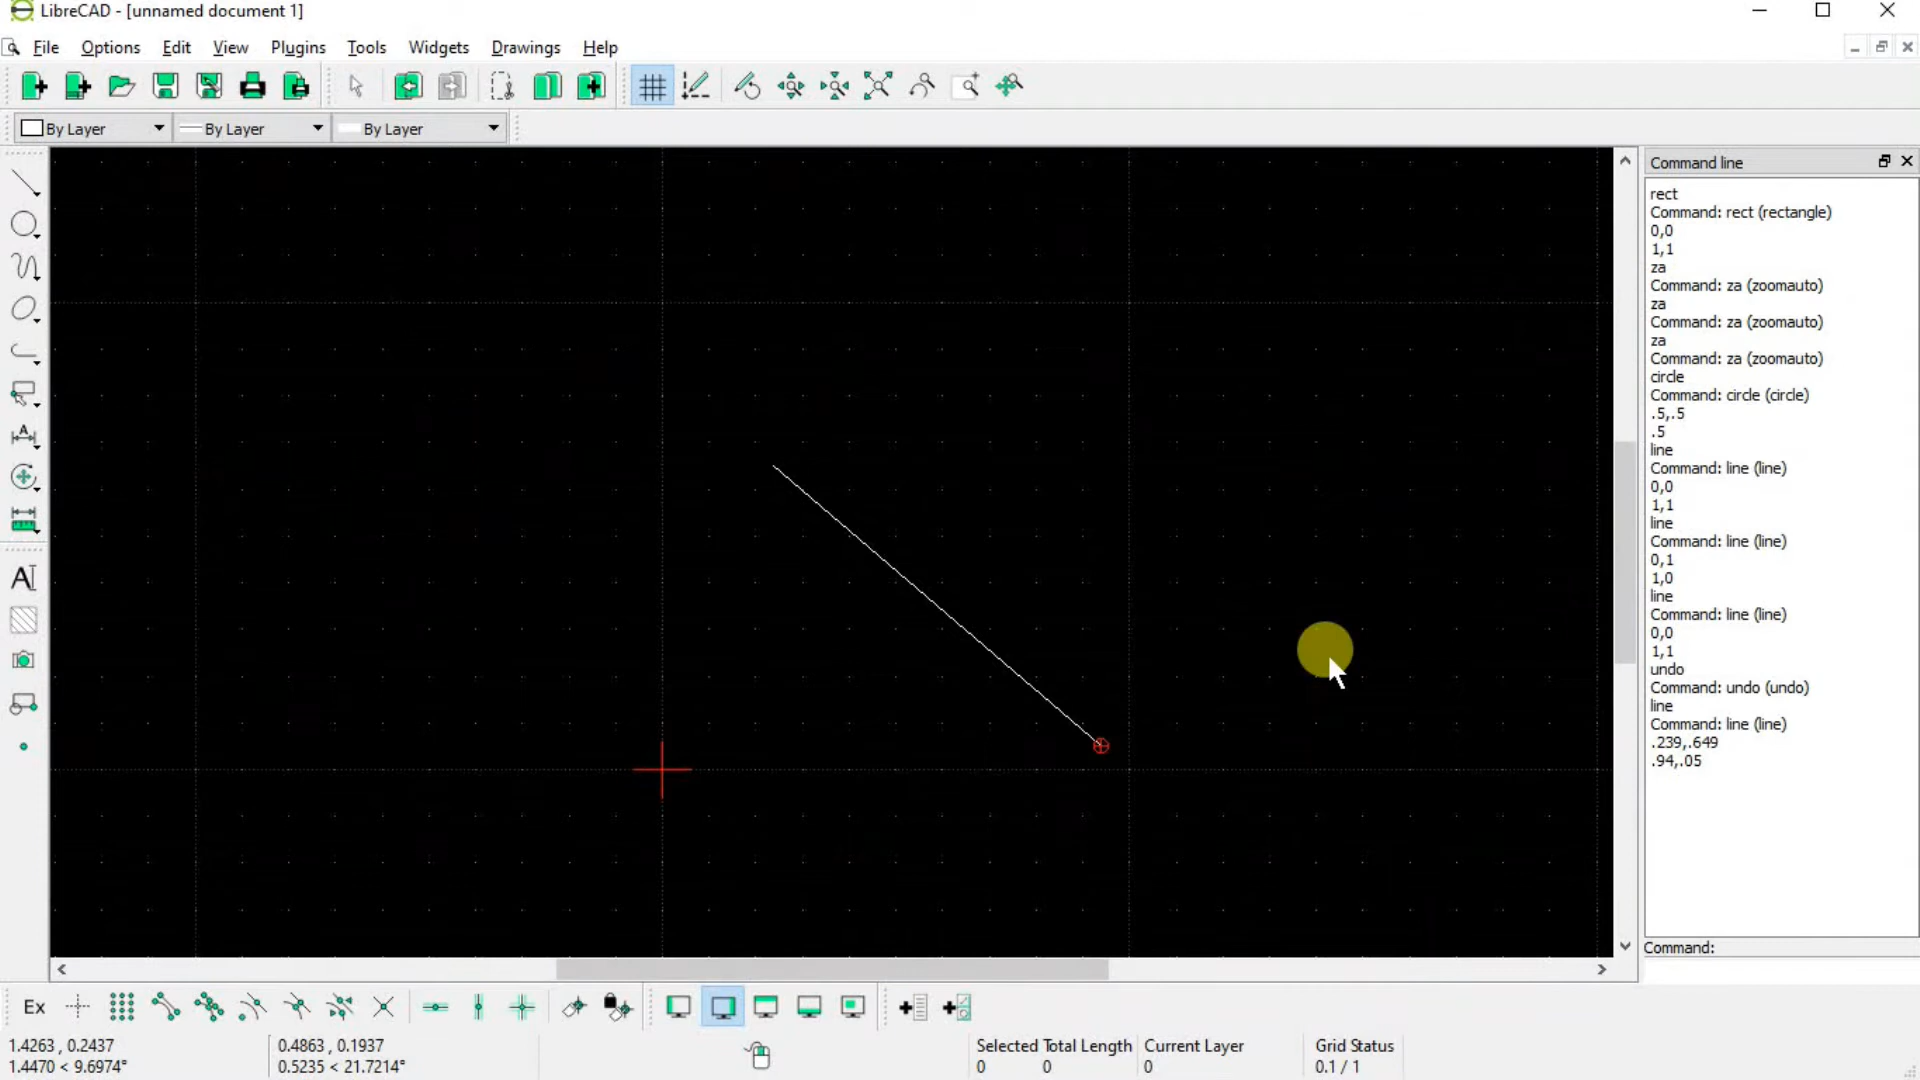 LibreCAD - [unnamed document 1]
File Options Edit View Plugins Tools Widgets Drawings Help
By Layer By Layer By Layer
Command line
rect
Command: rect (rectangle)
0,0
1,1
za
Command: za (zoomauto)
za
Command: za (zoomauto)
za
Command: za (zoomauto)
circle
Command: circle (circle)
.5,.5
.5
line
Command: line (line)
0,0
1,1
line
Command: line (line)
0,1
1,0
line
Command: line (line)
0,0
1,1
undo
Command: undo (undo)
line
Command: line (line)
.239,.649
.94,.05
A
Command:
Ex
1.4263 , 0.2437 0.4863 , 0.1937 Selected Total Length Current Layer Grid Status
1.4470 < 9.6974° 0.5235 < 21.7214° 0 0 0 0.1 / 1